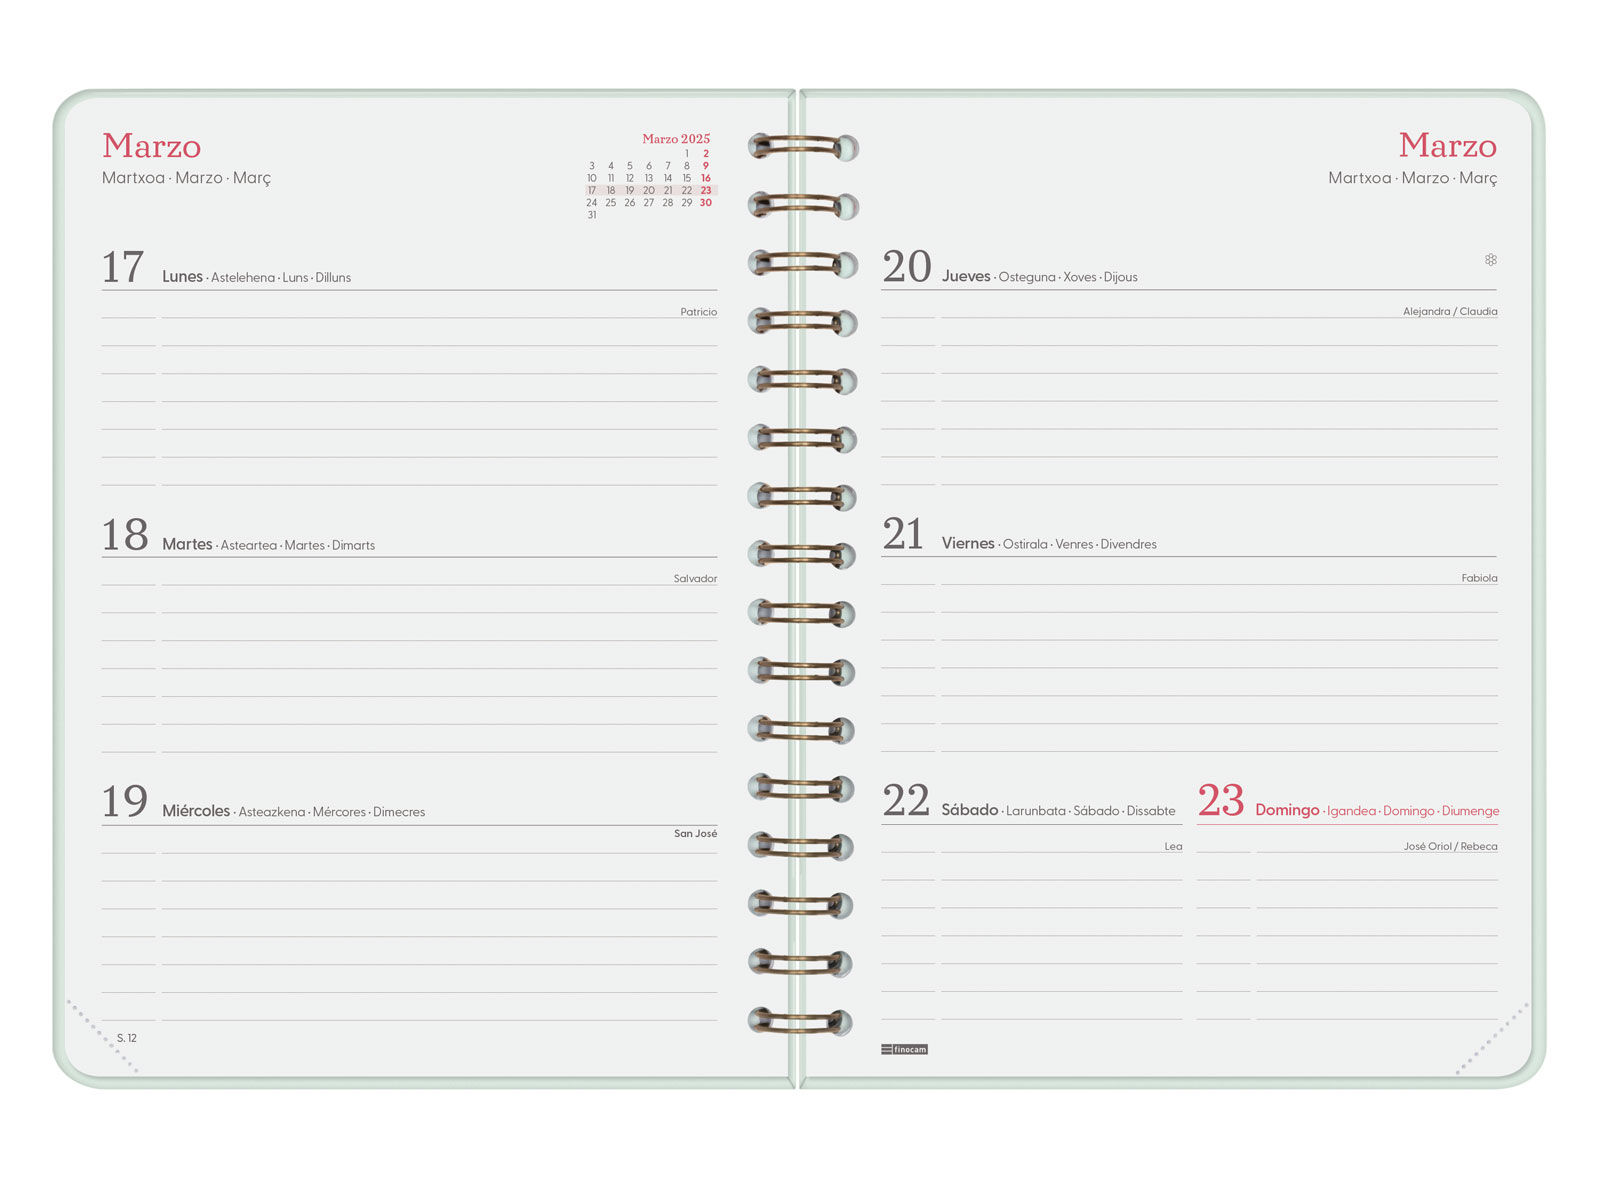 Marzo
Martxoa · Marzo · Març
Marzo 2025
1 2
3 4 5 6 7 8 9
10 11 12 13 14 15 16
17 18 19 20 21 22 23
24 25 26 27 28 29 30
31
17 Lunes · Astelehena · Luns · Dilluns
Patricio
18 Martes · Asteartea · Martes · Dimarts
Salvador
19 Miércoles · Asteazkena · Mércores · Dimecres
San José
S. 12
Marzo
Martxoa · Marzo · Març
20 Jueves · Osteguna · Xoves · Dijous
Alejandra / Claudia
21 Viernes · Ostirala · Venres · Divendres
Fabiola
22 Sábado · Larunbata · Sábado · Dissabte
Lea
23 Domingo · Igandea · Domingo · Diumenge
José Oriol / Rebeca
finocam